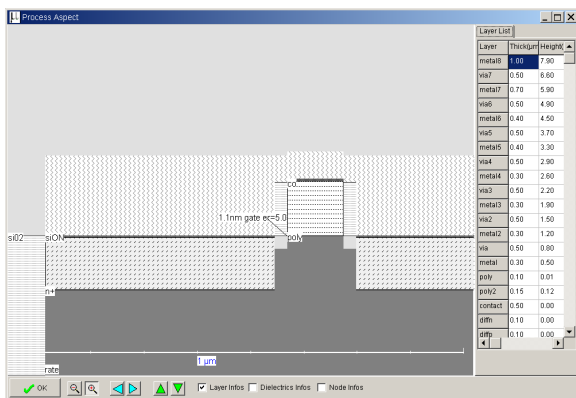 Process Aspect
Layer List
Layer Thick(µm Height(
metal8 1.00 7.90
via7 0.50 6.60
metal7 0.70 5.90
via6 0.50 4.90
metal6 0.40 4.50
via5 0.50 3.70
metal5 0.40 3.30
via4 0.50 2.90
metal4 0.30 2.60
via3 0.50 2.20
metal3 0.30 1.90
via2 0.50 1.50
metal2 0.30 1.20
via 0.50 0.80
metal 0.30 0.50
poly 0.10 0.01
poly2 0.15 0.12
contact 0.50 0.00
diffn 0.10 0.00
diffp 0.10 0.00
co
1.1nm gate er=5.0
si02 siON poly
n+
1 µm
rate
OK Layer Infos Dielectrics Infos Node Infos